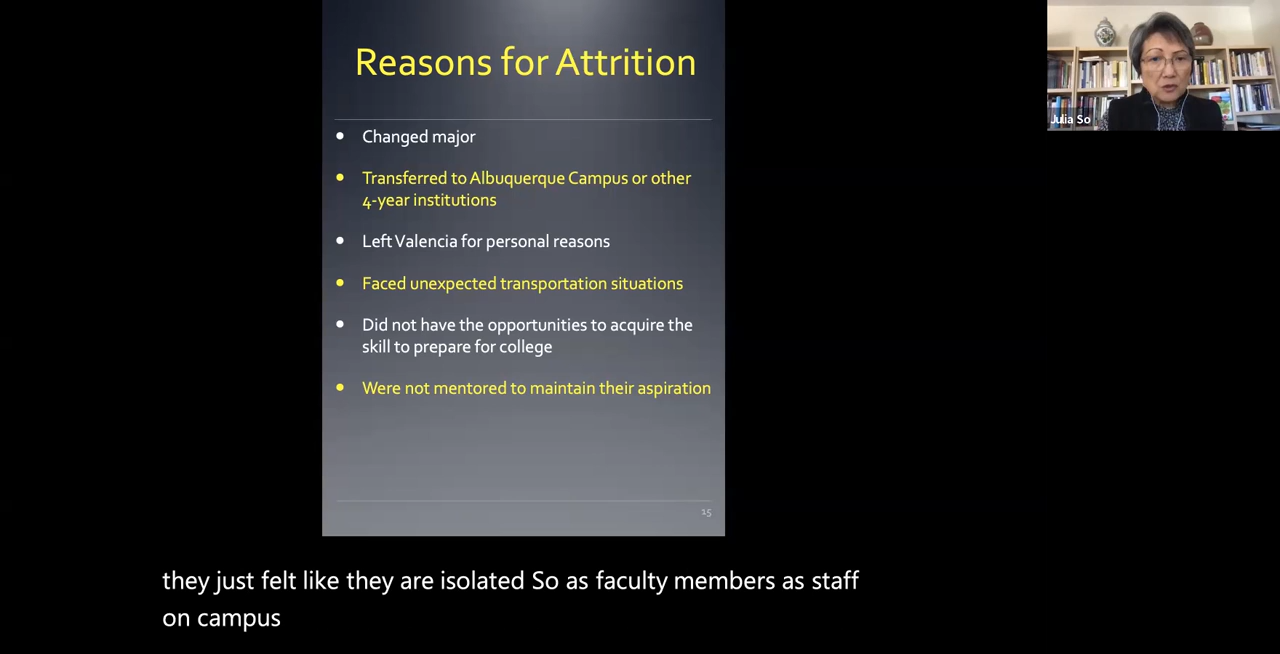 Reasons for Attrition
• Changed major
• Transferred to Albuquerque Campus or other
4-year institutions
• Left Valencia for personal reasons
• Faced unexpected transportation situations
• Did not have the opportunities to acquire the
skill to prepare for college
• Were not mentored to maintain their aspiration
15
Julia So
they just felt like they are isolated So as faculty members as staff
on campus